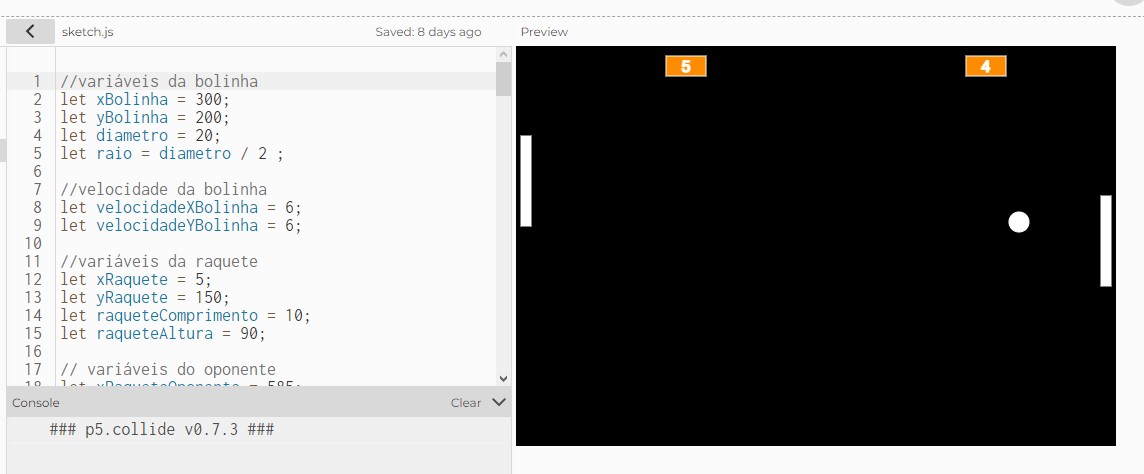 sketch.js
Saved: 8 days ago
Preview
1 //variáveis da bolinha
2 let xBolinha = 300;
3 let yBolinha = 200;
4 let diametro = 20;
5 let raio = diametro / 2 ;
6
7 //velocidade da bolinha
8 let velocidadeXBolinha = 6;
9 let velocidadeYBolinha = 6;
10
11 //variáveis da raquete
12 let xRaquete = 5;
13 let yRaquete = 150;
14 let raqueteComprimento = 10;
15 let raqueteAltura = 90;
16
17 // variáveis do oponente
18 let xRaqueteOponente = 585;
Console
Clear
### p5.collide v0.7.3 ###
5
4